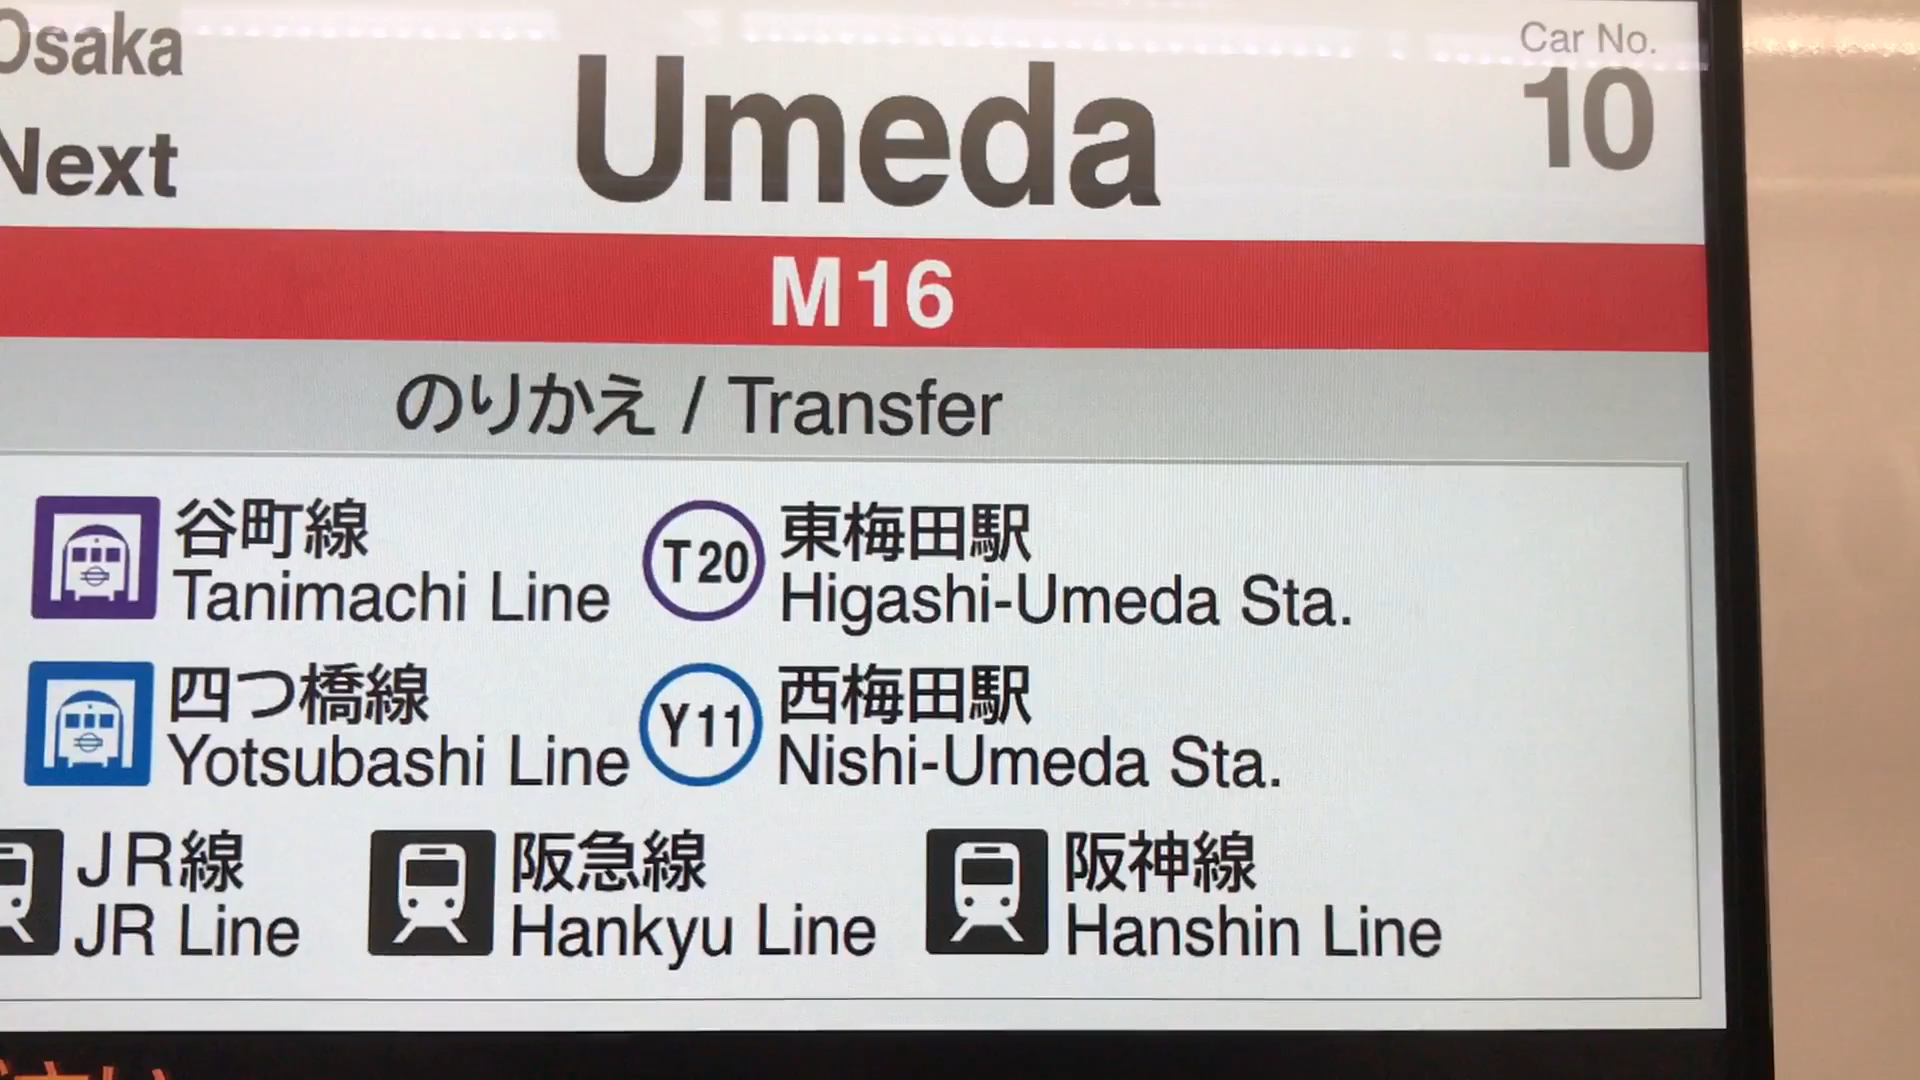 Osaka
Next
Umeda
Car No.
10
M16
のりかえ / Transfer
谷町線
Tanimachi Line
T20
東梅田駅
Higashi-Umeda Sta.
四つ橋線
Yotsubashi Line
Y11
西梅田駅
Nishi-Umeda Sta.
JR線
JR Line
阪急線
Hankyu Line
阪神線
Hanshin Line